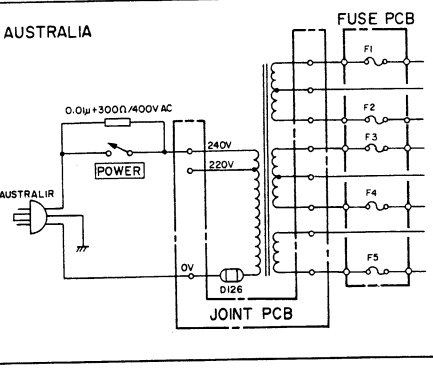 FUSE PCB
AUSTRALIA
F1
0.01μ+300Ω/400V AC
F2
F3
240V
220V
POWER
AUSTRALIR
F4
F5
0V
D126
JOINT PCB